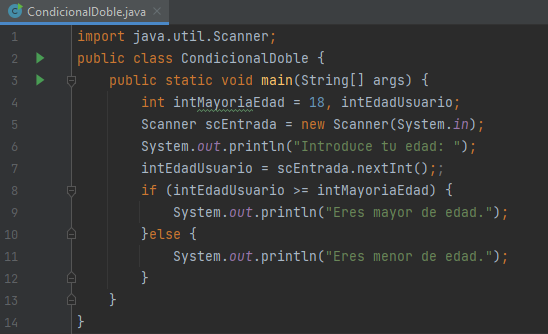 CondicionalDoble.java ×
1 import java.util.Scanner;
2 public class CondicionalDoble {
3     public static void main(String[] args) {
4         int intMayoriaEdad = 18, intEdadUsuario;
5         Scanner scEntrada = new Scanner(System.in);
6         System.out.println("Introduce tu edad: ");
7         intEdadUsuario = scEntrada.nextInt();;
8         if (intEdadUsuario >= intMayoriaEdad) {
9             System.out.println("Eres mayor de edad.");
10         }else {
11             System.out.println("Eres menor de edad.");
12         }
13     }
14 }